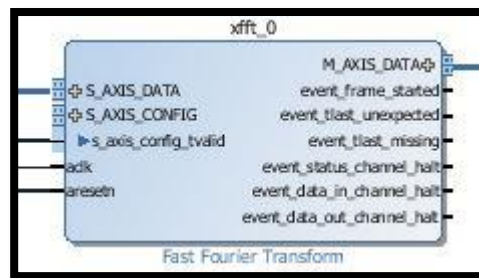 xfft_0
M_AXIS_DATA
S_AXIS_DATA
event_frame_started
S_AXIS_CONFIG
event_tlast_unexpected
s_axis_config_tvalid
event_tlast_missing
aclk
event_status_channel_halt
aresetn
event_data_in_channel_halt
event_data_out_channel_halt
Fast Fourier Transform